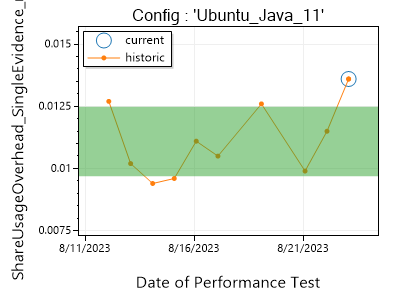 Config : 'Ubuntu_Java_11'
current
historic
0.015
0.0125
0.01
0.0075
8/11/2023
8/16/2023
8/21/2023
Date of Performance Test
ShareUsageOverhead_SingleEvidence_